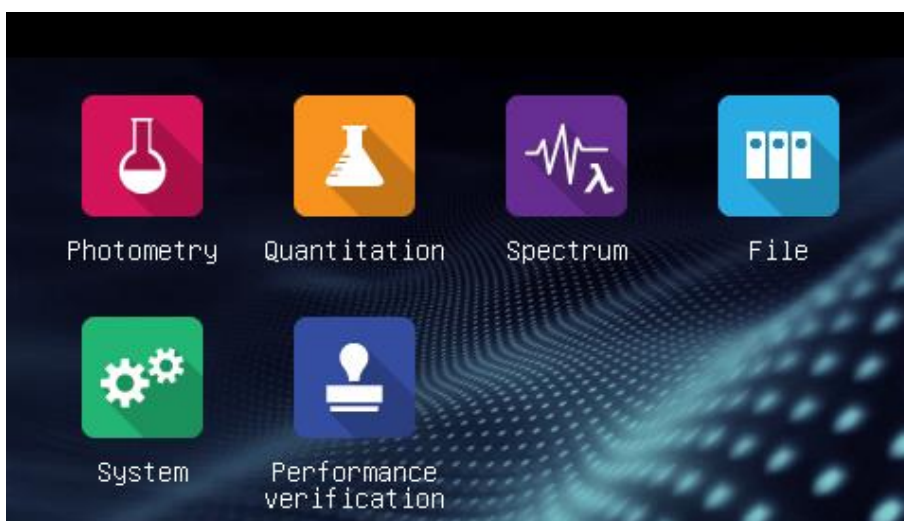 Photometry
Quantitation
Spectrum
File
System
Performance
verification